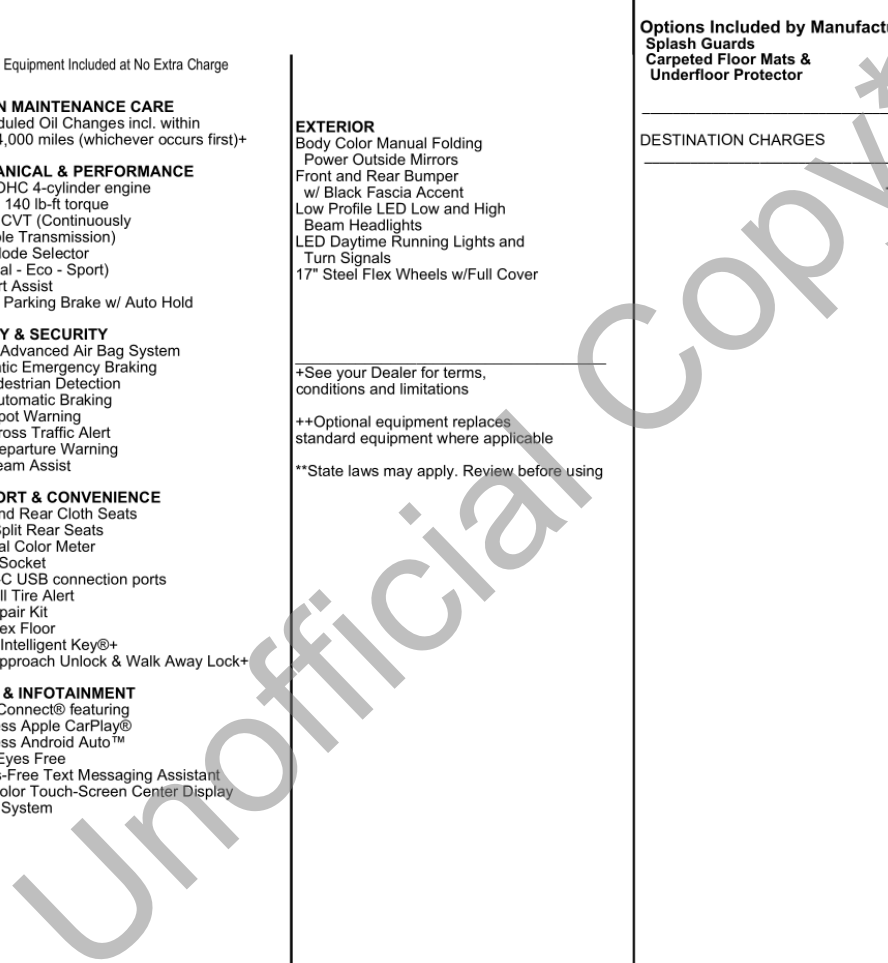 Equipment Included at No Extra Charge
N MAINTENANCE CARE
duled Oil Changes incl. within
4,000 miles (whichever occurs first)+
ANICAL & PERFORMANCE
OHC 4-cylinder engine
140 lb-ft torque
CVT (Continuously
ble Transmission)
Mode Selector
al - Eco - Sport)
rt Assist
Parking Brake w/ Auto Hold
Y & SECURITY
Advanced Air Bag System
atic Emergency Braking
destrian Detection
utomatic Braking
pot Warning
ross Traffic Alert
eparture Warning
eam Assist
ORT & CONVENIENCE
nd Rear Cloth Seats
Split Rear Seats
al Color Meter
Socket
C USB connection ports
ll Tire Alert
pair Kit
ex Floor
Intelligent Key®+
pproach Unlock & Walk Away Lock+
& INFOTAINMENT
Connect® featuring
ss Apple CarPlay®
ss Android Auto™
Eyes Free
s-Free Text Messaging Assistant
olor Touch-Screen Center Display
System
EXTERIOR
Body Color Manual Folding
Power Outside Mirrors
Front and Rear Bumper
w/ Black Fascia Accent
Low Profile LED Low and High
Beam Headlights
LED Daytime Running Lights and
Turn Signals
17" Steel Flex Wheels w/Full Cover
+See your Dealer for terms,
conditions and limitations
++Optional equipment replaces
standard equipment where applicable
**State laws may apply. Review before using
Options Included by Manufactu
Splash Guards
Carpeted Floor Mats &
Underfloor Protector
DESTINATION CHARGES
Unofficial Copy*